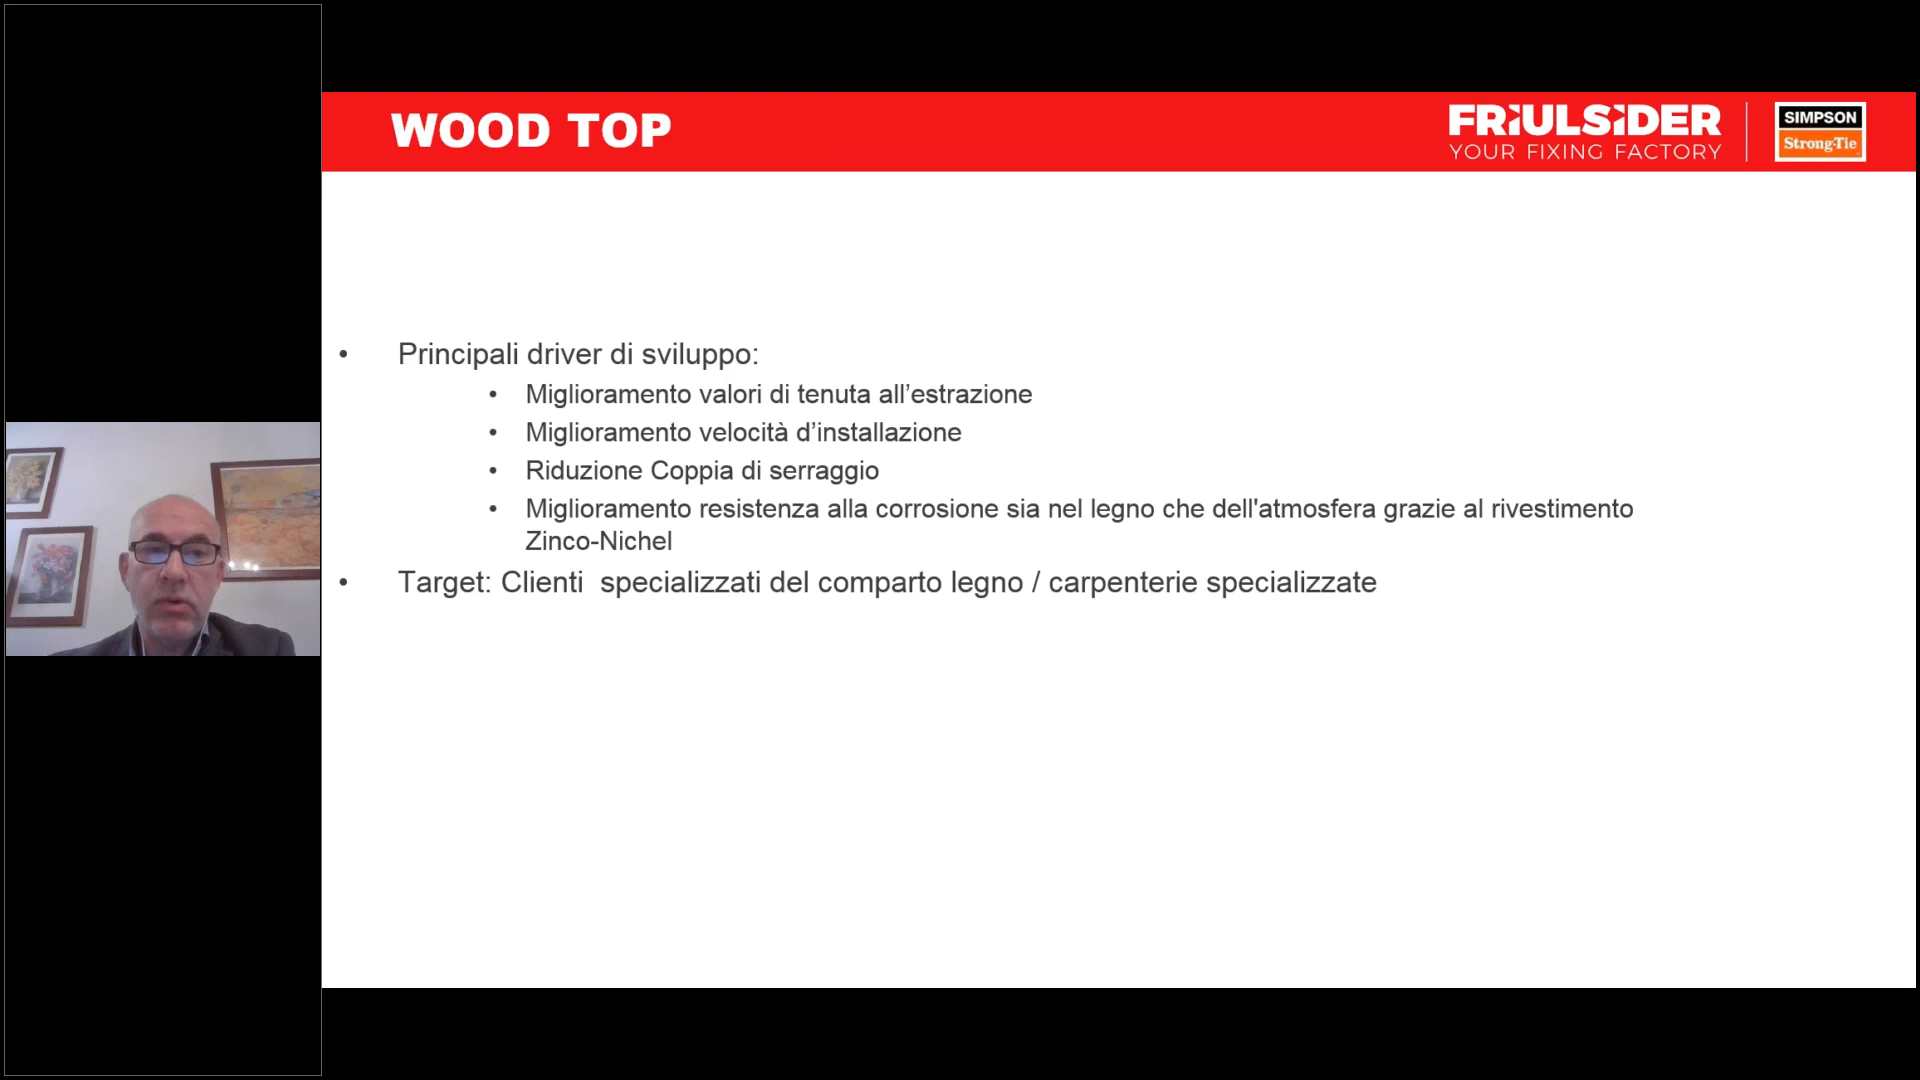 WOOD TOP
FRiULSiDER
YOUR FIXING FACTORY
SIMPSON
Strong-Tie
• Principali driver di sviluppo:
• Miglioramento valori di tenuta all’estrazione
• Miglioramento velocità d’installazione
• Riduzione Coppia di serraggio
• Miglioramento resistenza alla corrosione sia nel legno che dell'atmosfera grazie al rivestimento
Zinco-Nichel
• Target: Clienti  specializzati del comparto legno / carpenterie specializzate